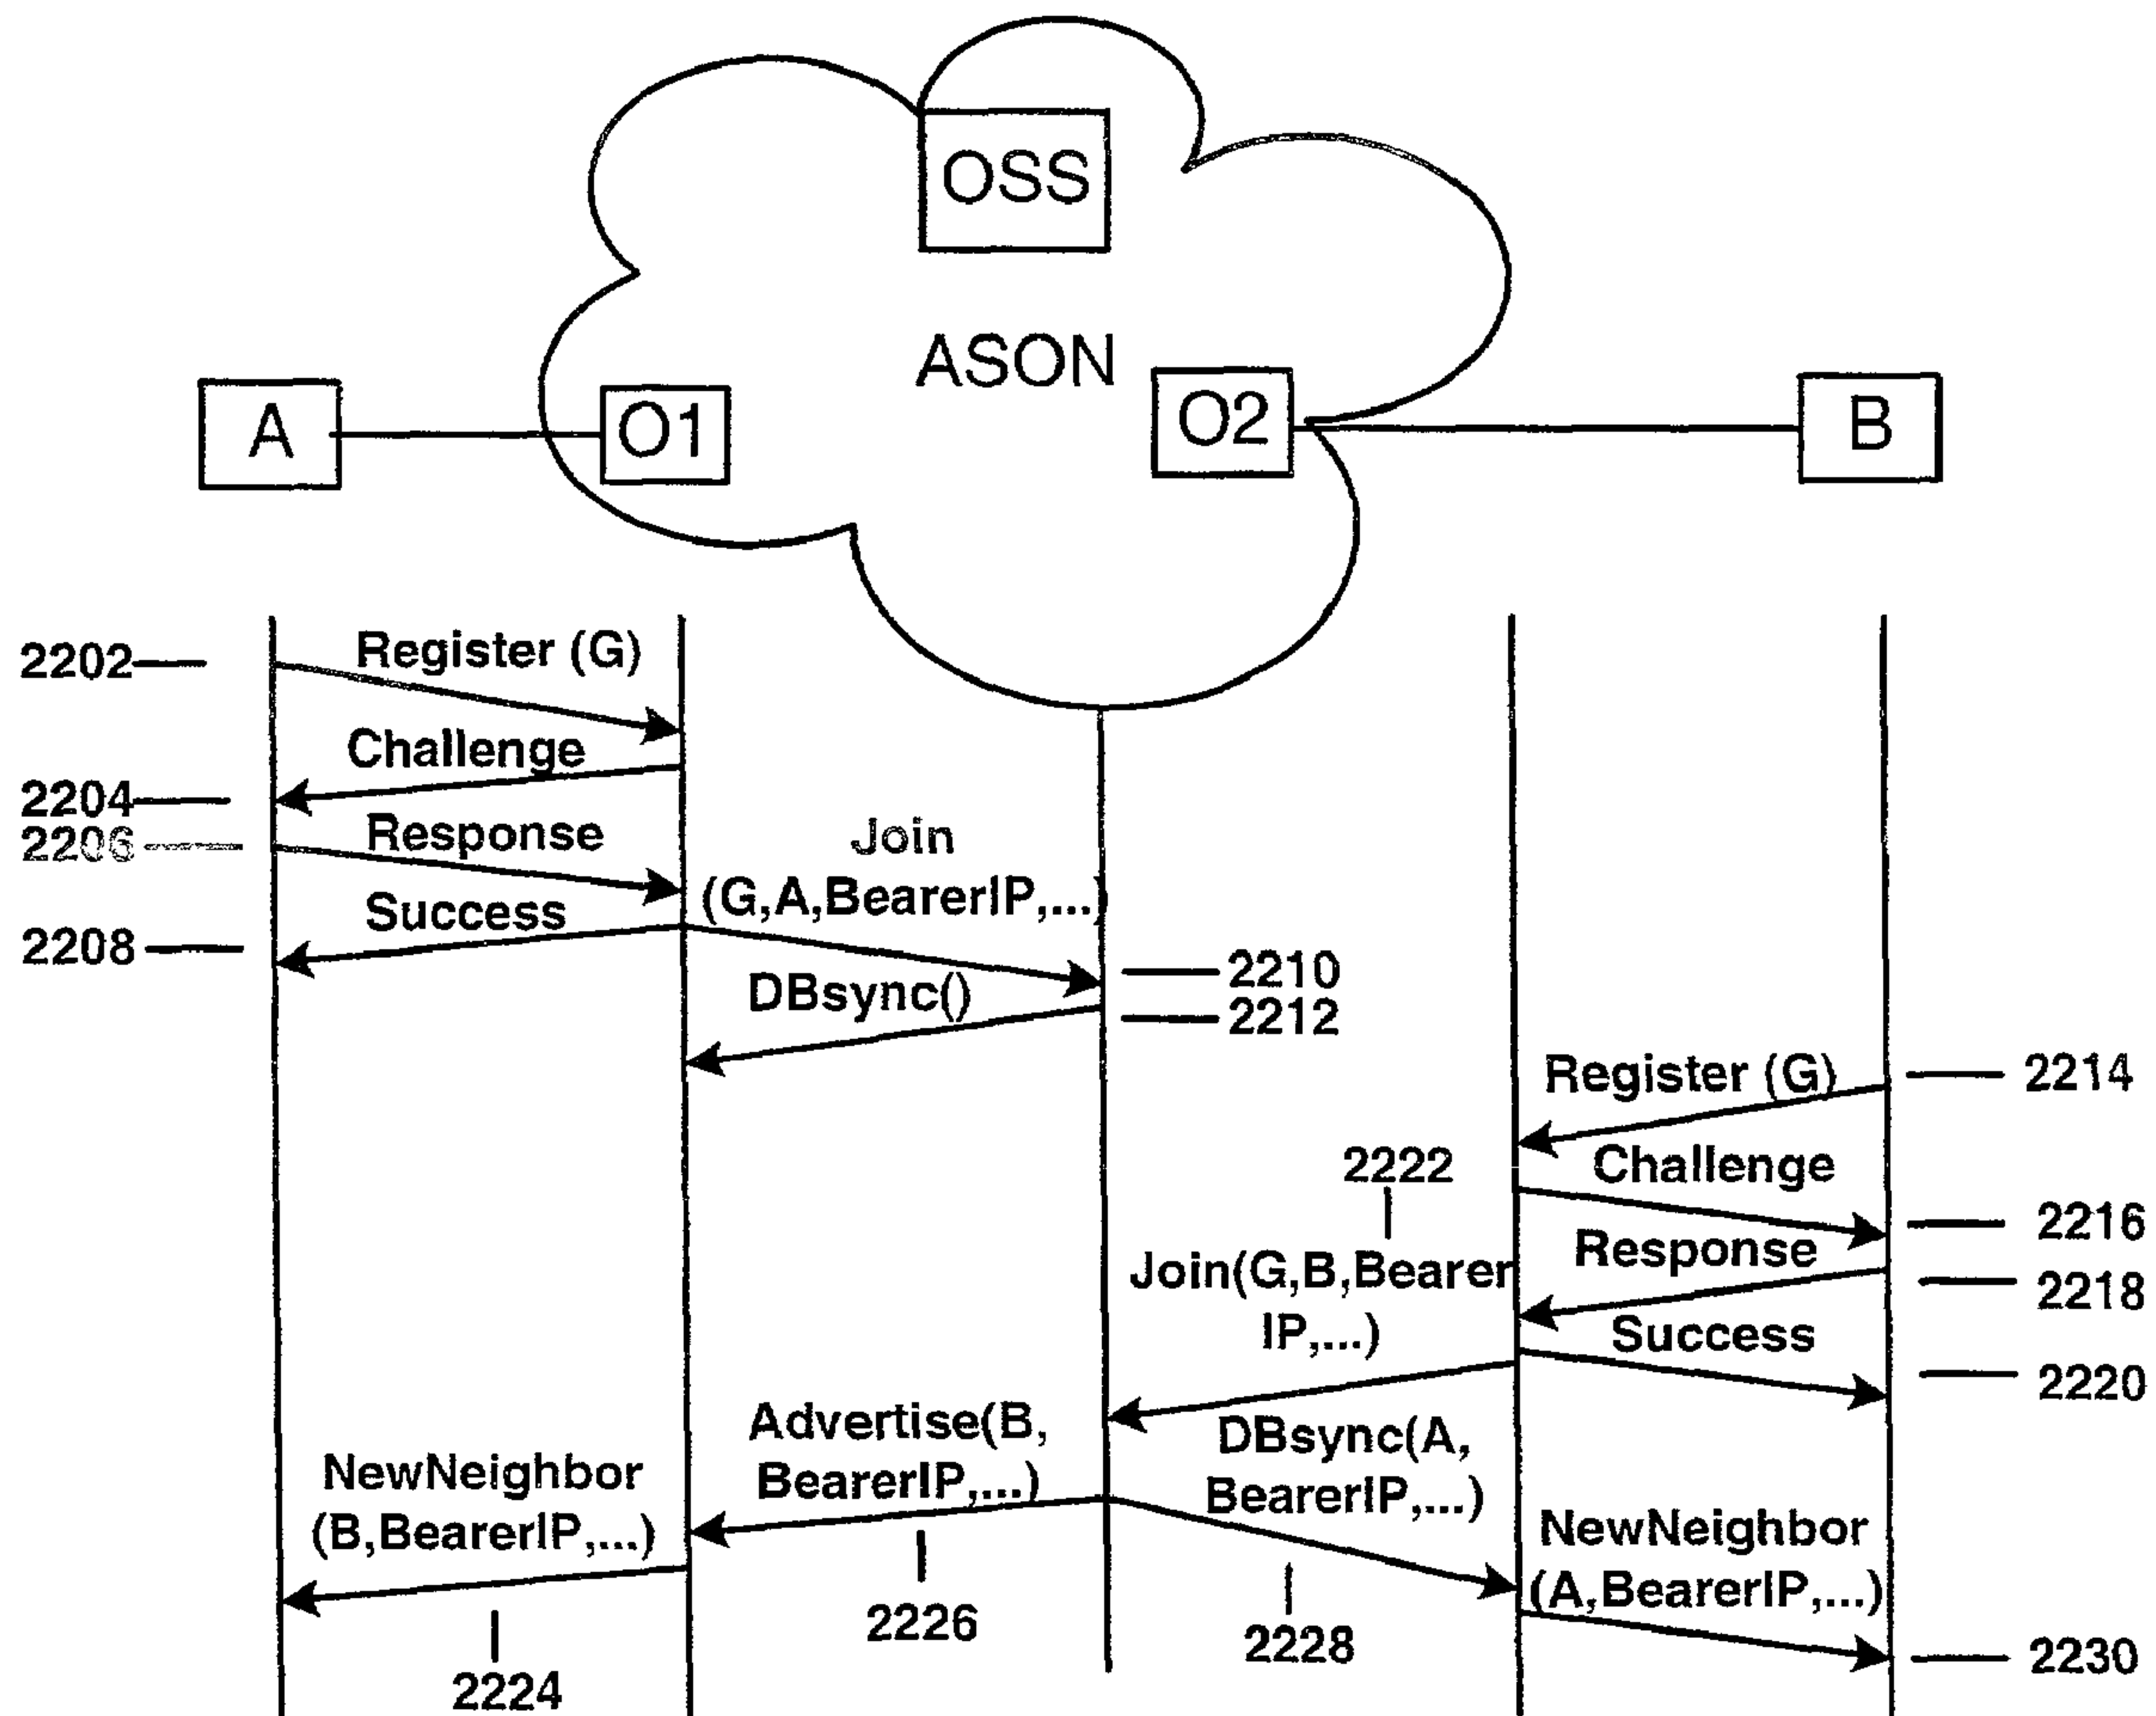 OSS
ASON
A
O1
O2
B
2202
Register (G)
Challenge
2204
2206
Response
Join
(G,A,BearerIP,...)
Success
2208
2210
DBsync()
2212
Register (G)
2214
2222
Challenge
2216
Join(G,B,Bearer
IP,...)
Response
2218
Success
2220
Advertise(B,
BearerIP,...)
DBsync(A,
BearerIP,...)
NewNeighbor
(B,BearerIP,...)
NewNeighbor
(A,BearerIP,...)
2226
2228
2230
2224